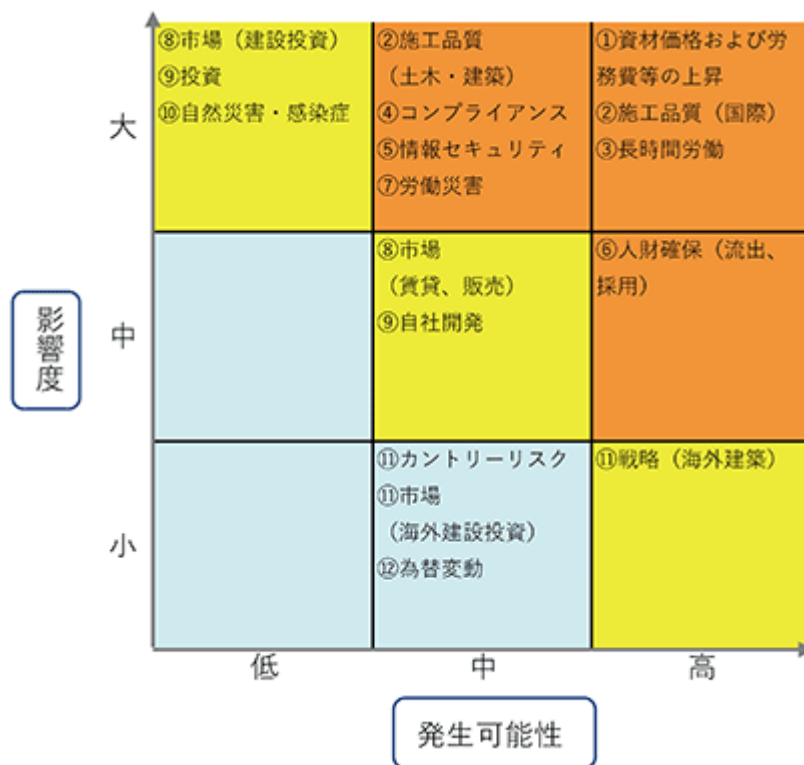 ⑧市場（建設投資）
⑨投資
⑩自然災害・感染症
②施工品質
（土木・建築）
④コンプライアンス
⑤情報セキュリティ
⑦労働災害
①資材価格および労
務費等の上昇
②施工品質（国際）
③長時間労働
大
⑧市場
（賃貸、販売）
⑨自社開発
⑥人財確保（流出、
採用）
影響度
中
⑪カントリーリスク
⑪市場
（海外建設投資）
⑫為替変動
⑪戦略（海外建築）
小
低
中
高
発生可能性